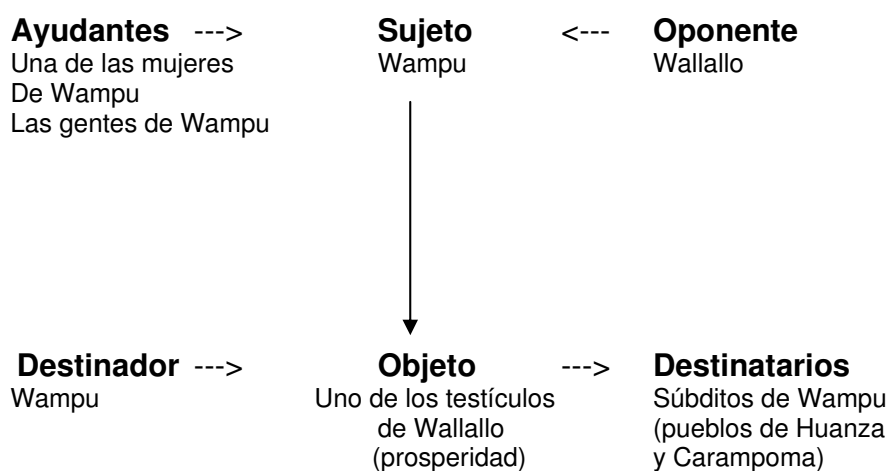 Ayudantes ---> Sujeto <--- Oponente
Una de las mujeres Wampu Wallallo
De Wampu
Las gentes de Wampu
Destinador ---> Objeto ---> Destinatarios
Wampu Uno de los testículos Súbditos de Wampu
de Wallallo (pueblos de Huanza
(prosperidad) y Carampoma)